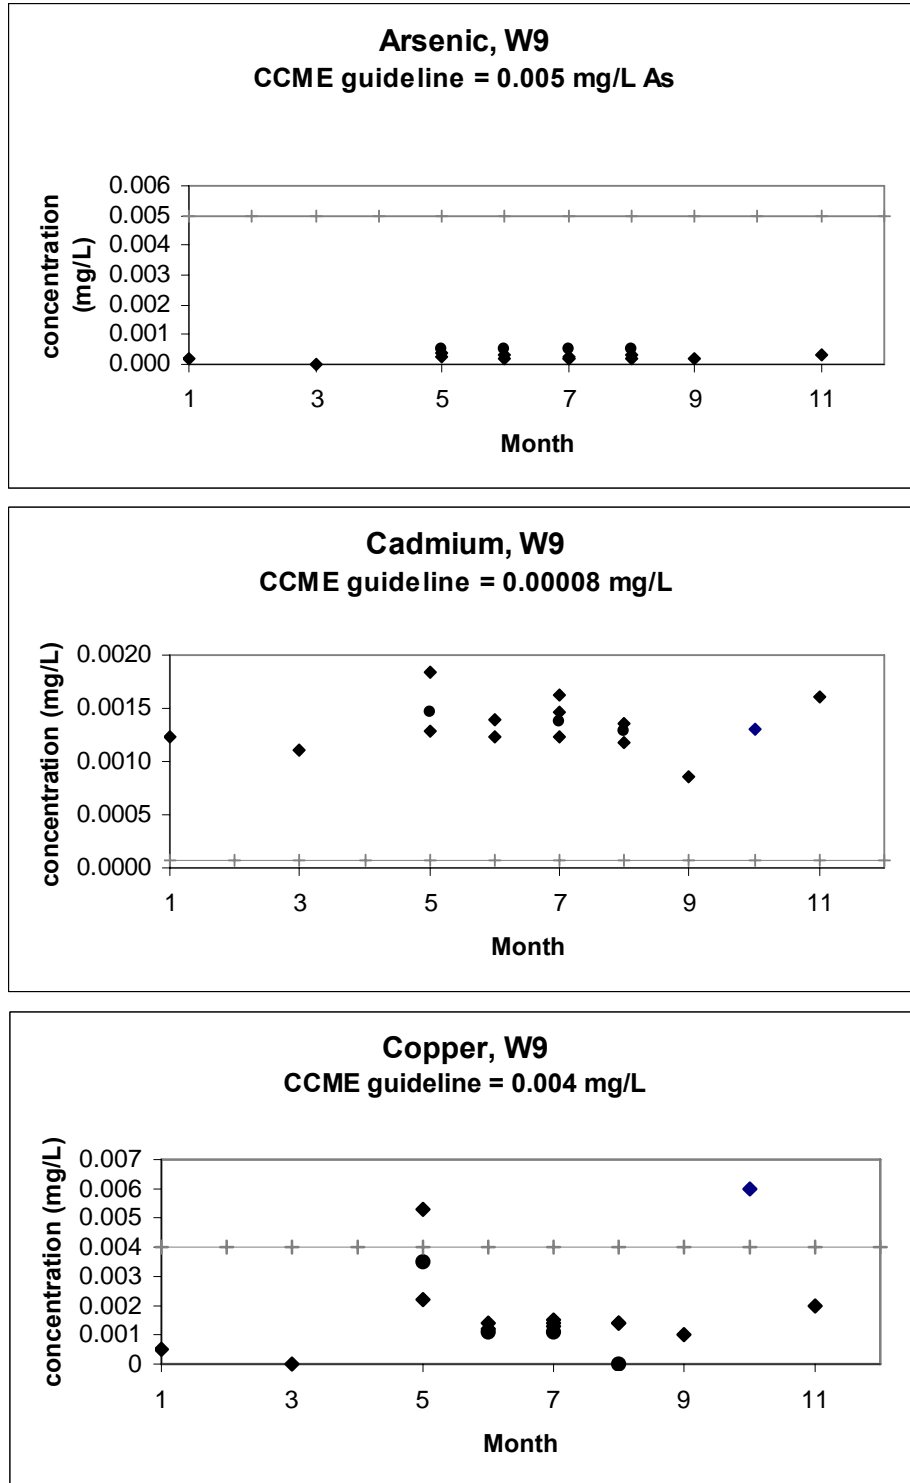 Arsenic, W9
CCME guideline = 0.005 mg/L As
concentration
(mg/L)
0.006
0.005
0.004
0.003
0.002
0.001
0.000
1 3 5 7 9 11
Month
Cadmium, W9
CCME guideline = 0.00008 mg/L
concentration (mg/L)
0.0020
0.0015
0.0010
0.0005
0.0000
1 3 5 7 9 11
Month
Copper, W9
CCME guideline = 0.004 mg/L
concentration (mg/L)
0.007
0.006
0.005
0.004
0.003
0.002
0.001
0
1 3 5 7 9 11
Month